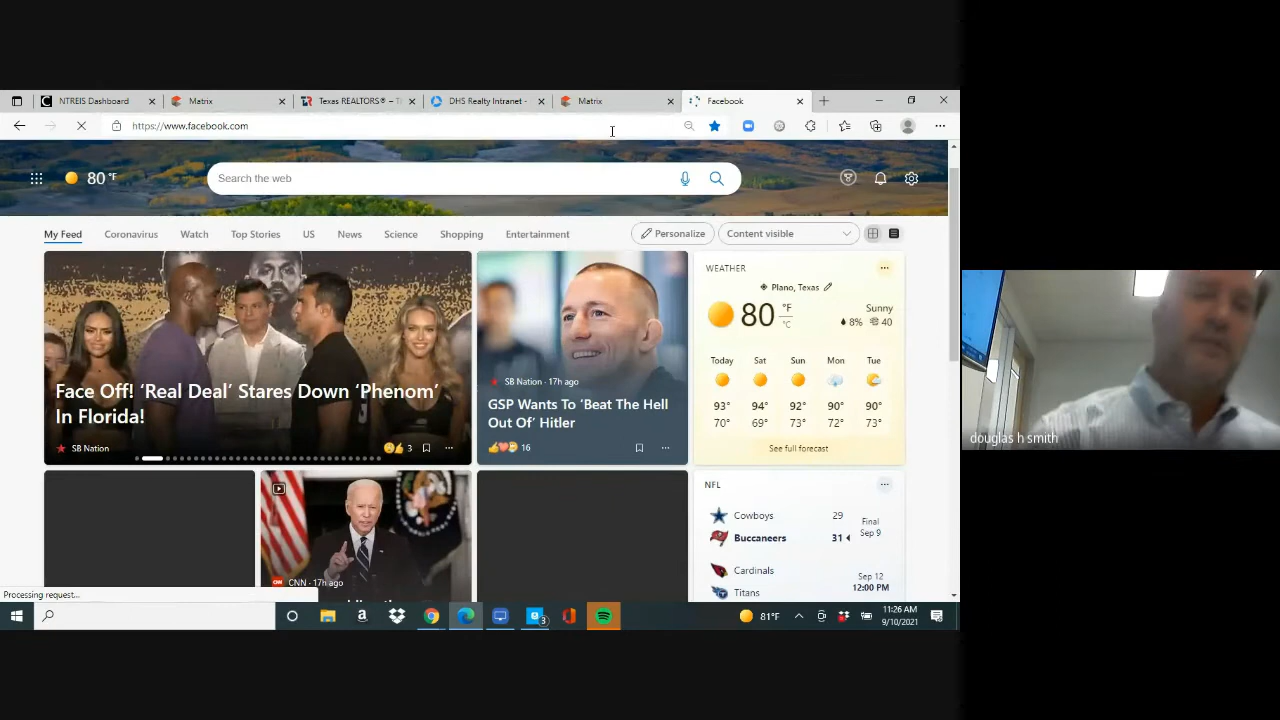 NTREIS Dashboard
Matrix
Texas REALTORS® – T
DHS Realty Intranet -
Matrix
Facebook
https://www.facebook.com
80 °F
Search the web
My Feed
Coronavirus
Watch
Top Stories
US
News
Science
Shopping
Entertainment
Personalize
Content visible
Face Off! ‘Real Deal’ Stares Down ‘Phenom’
In Florida!
SB Nation
3
SB Nation · 17h ago
GSP Wants To ‘Beat The Hell
Out Of’ Hitler
16
WEATHER
Plano, Texas
80 °F
°C
Sunny
8% 40
Today Sat Sun Mon Tue
93° 94° 92° 90° 90°
70° 69° 73° 72° 73°
See full forecast
CNN · 17h ago
NFL
Cowboys 29
Buccaneers 31
Final
Sep 9
Cardinals
Titans
Sep 12
12:00 PM
Processing request...
3
81°F
11:26 AM
9/10/2021
douglas h smith